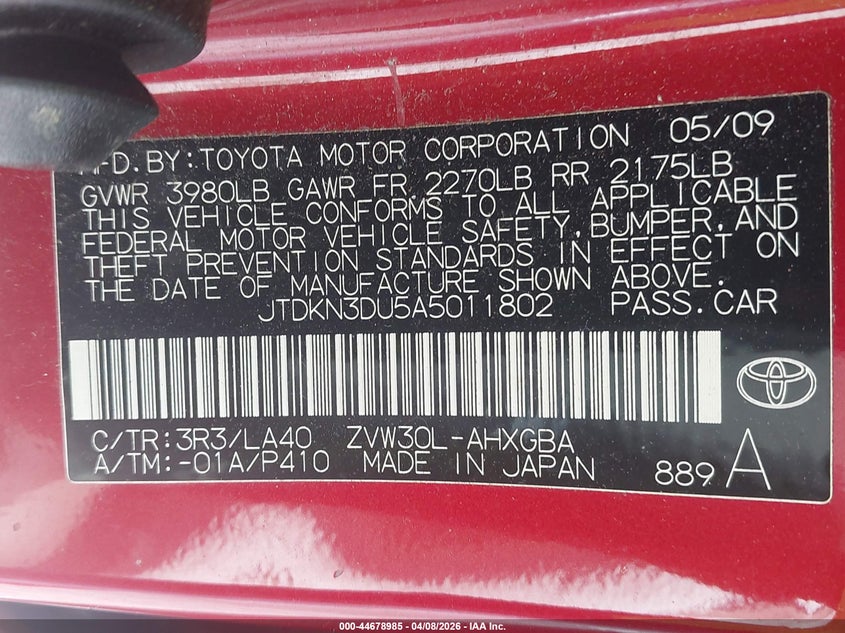 MFD.BY:TOYOTA MOTOR CORPORATION 05/09
GVWR 3980LB GAWR FR 2270LB RR 2175LB
THIS VEHICLE CONFORMS TO ALL APPLICABLE
FEDERAL MOTOR VEHICLE SAFETY,BUMPER,AND
THEFT PREVENTION STANDARDS IN EFFECT ON
THE DATE OF MANUFACTURE SHOWN ABOVE.
JTDKN3DU5A5011802 PASS.CAR
C/TR:3R3/LA40 ZVW30L-AHXGBA
A/TM:-01A/P410 MADE IN JAPAN 889 A
000-44678985 - 04/08/2026 - IAA Inc.